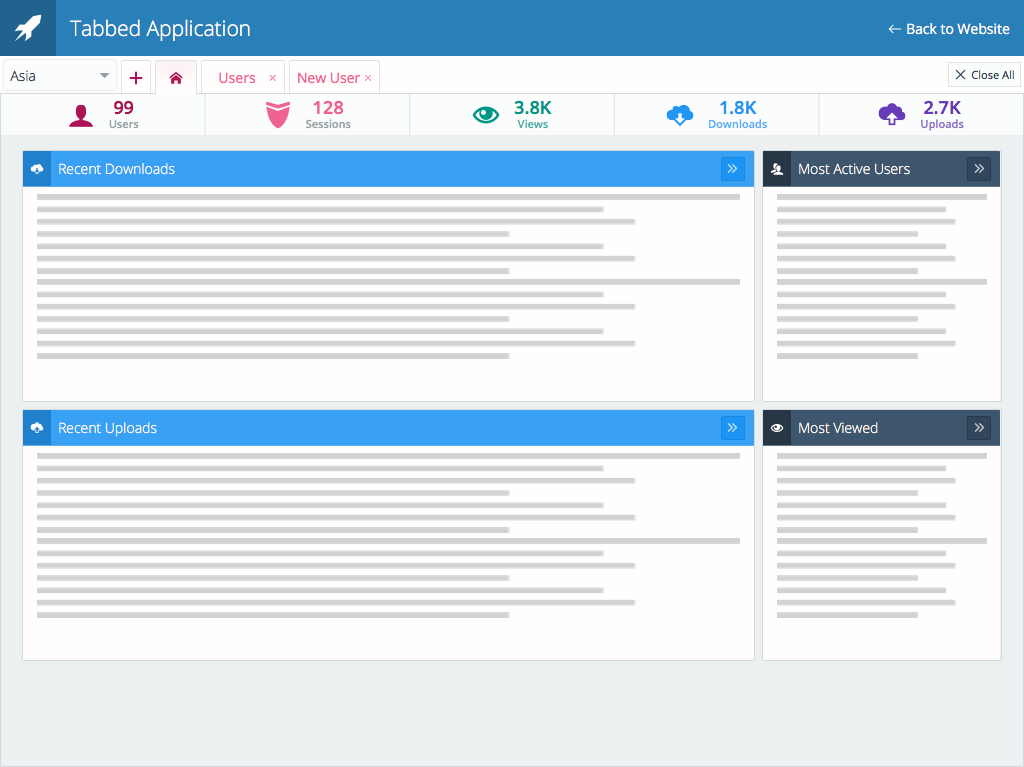 Tabbed Application
← Back to Website
Asia
Users ×
New User ×
Close All
99
Users
128
Sessions
3.8K
Views
1.8K
Downloads
2.7K
Uploads
Recent Downloads
Most Active Users
Recent Uploads
Most Viewed